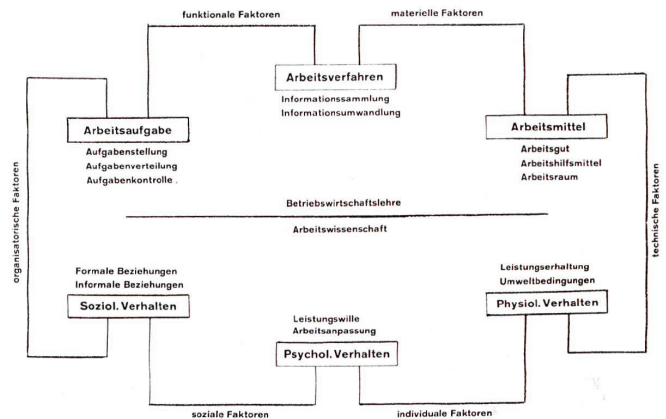 funktionale Faktoren
materielle Faktoren
Arbeitsverfahren
Informationssammlung
Informationsumwandlung
Arbeitsaufgabe
Aufgabenstellung
Aufgabenverteilung
Aufgabenkontrolle .
Arbeitsmittel
Arbeitsgut
Arbeitshilfsmittel
Arbeitsraum
organisatorische Faktoren
technische Faktoren
Betriebswirtschaftslehre
Arbeitswissenschaft
Formale Beziehungen
Informale Beziehungen
Soziol. Verhalten
Leistungswille
Arbeitsanpassung
Psychol. Verhalten
Leistungserhaltung
Umweltbedingungen
Physiol. Verhalten
soziale Faktoren
individuale Faktoren